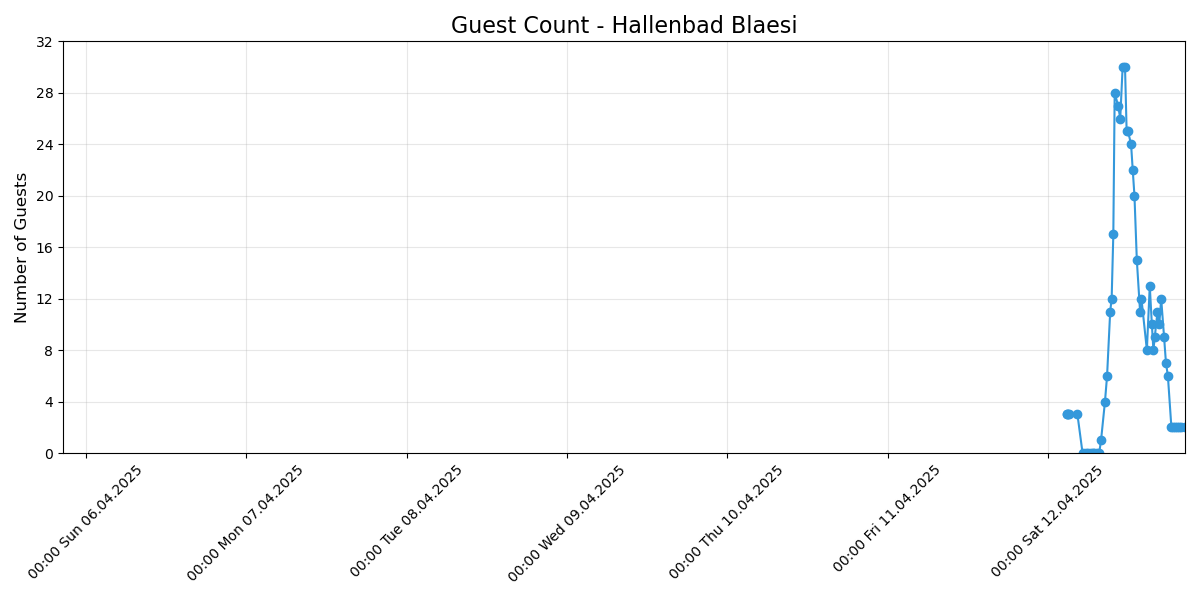 Guest Count - Hallenbad Blaesi
Number of Guests
32
28
24
20
16
12
8
4
0
00:00 Sun 06.04.2025
00:00 Mon 07.04.2025
00:00 Tue 08.04.2025
00:00 Wed 09.04.2025
00:00 Thu 10.04.2025
00:00 Fri 11.04.2025
00:00 Sat 12.04.2025